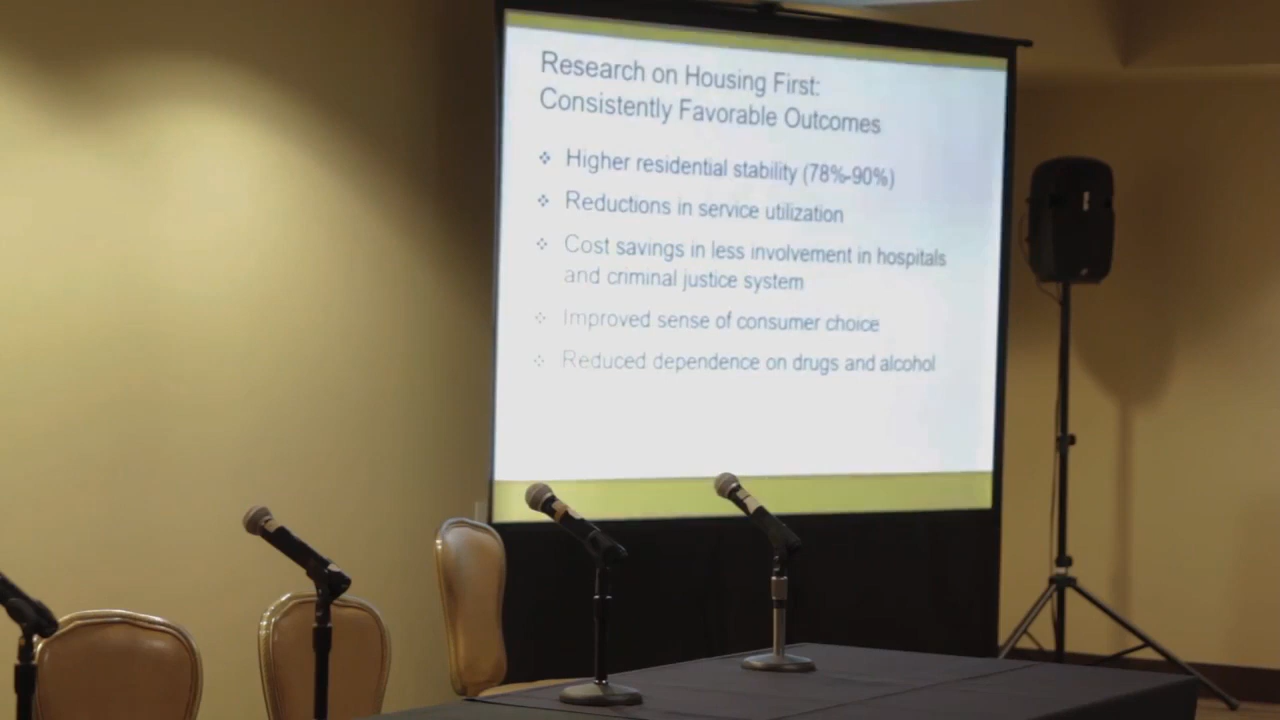 Research on Housing First:
Consistently Favorable Outcomes
❖ Higher residential stability (78%-90%)
❖ Reductions in service utilization
❖ Cost savings in less involvement in hospitals
and criminal justice system
❖ Improved sense of consumer choice
❖ Reduced dependence on drugs and alcohol